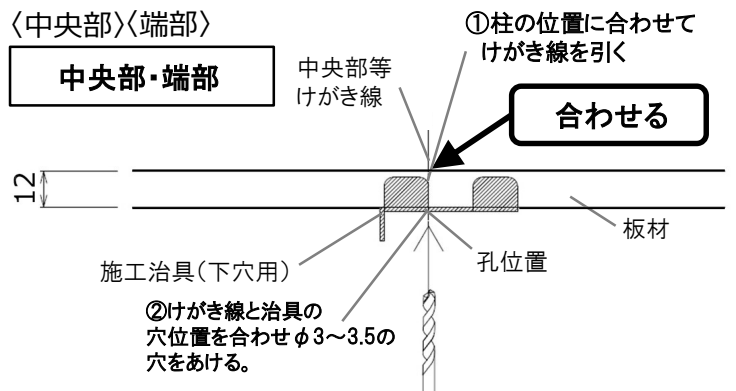 〈中央部〉〈端部〉
中央部・端部
①柱の位置に合わせて
けがき線を引く
中央部等
けがき線
合わせる
12
板材
孔位置
施工治具(下穴用)
②けがき線と治具の
穴位置を合わせφ3～3.5の
穴をあける。